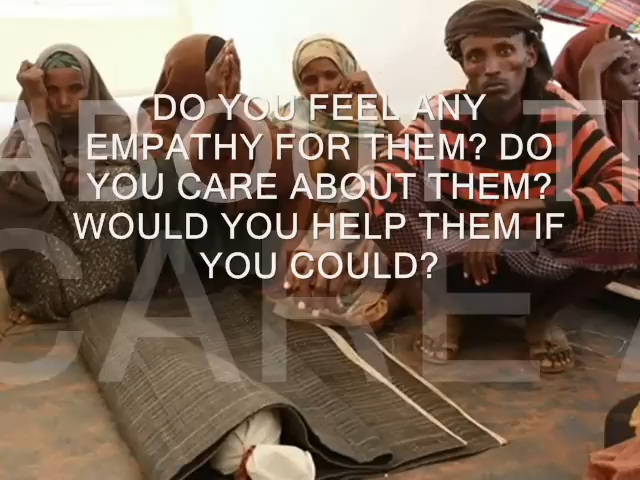 DO YOU FEEL ANY
EMPATHY FOR THEM? DO
YOU CARE ABOUT THEM?
WOULD YOU HELP THEM IF
YOU COULD?
CARE